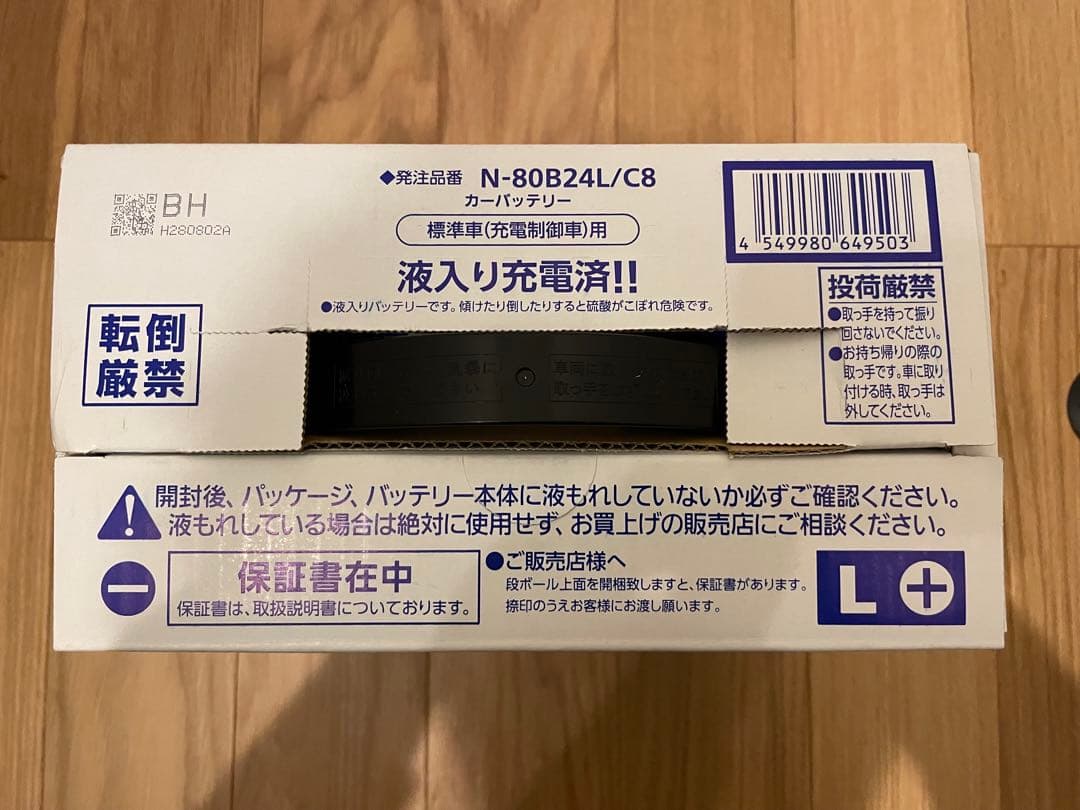 ◆発注品番 N-80B24L/C8
カーバッテリー
標準車(充電制御車)用
液入り充電済!!
●液入りバッテリーです。傾けたり倒したりすると硫酸がこぼれ危険です。
BH
H280802A
4 549980 649503
転倒
厳禁
投荷厳禁
●取っ手を持って振り
回さないでください。
●お持ち帰りの際の
取っ手です。車に取り
付ける時、取っ手は
外してください。
開封後、パッケージ、バッテリー本体に液もれしていないか必ずご確認ください。
液もれしている場合は絶対に使用せず、お買上げの販売店にご相談ください。
保証書在中
保証書は、取扱説明書についております。
●ご販売店様へ
段ボール上面を開梱致しますと、保証書があります。
捺印のうえお客様にお渡し願います。
L +